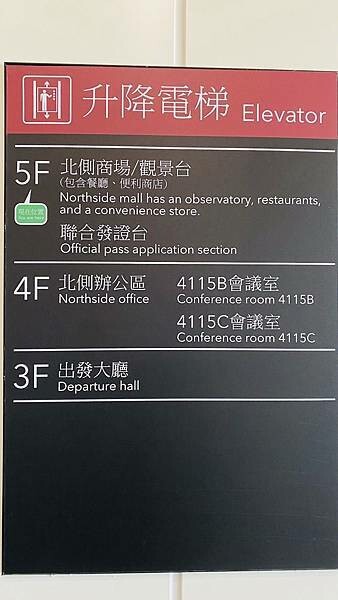 升降電梯 Elevator
5F 北側商場/觀景台
(包含餐廳、便利商店)
現在位置
You are here
Northside mall has an observatory, restaurants,
and a convenience store.
聯合發證台
Official pass application section
4F 北側辦公區 4115B會議室
Northside office Conference room 4115B
4115C會議室
Conference room 4115C
3F 出發大廳
Departure hall